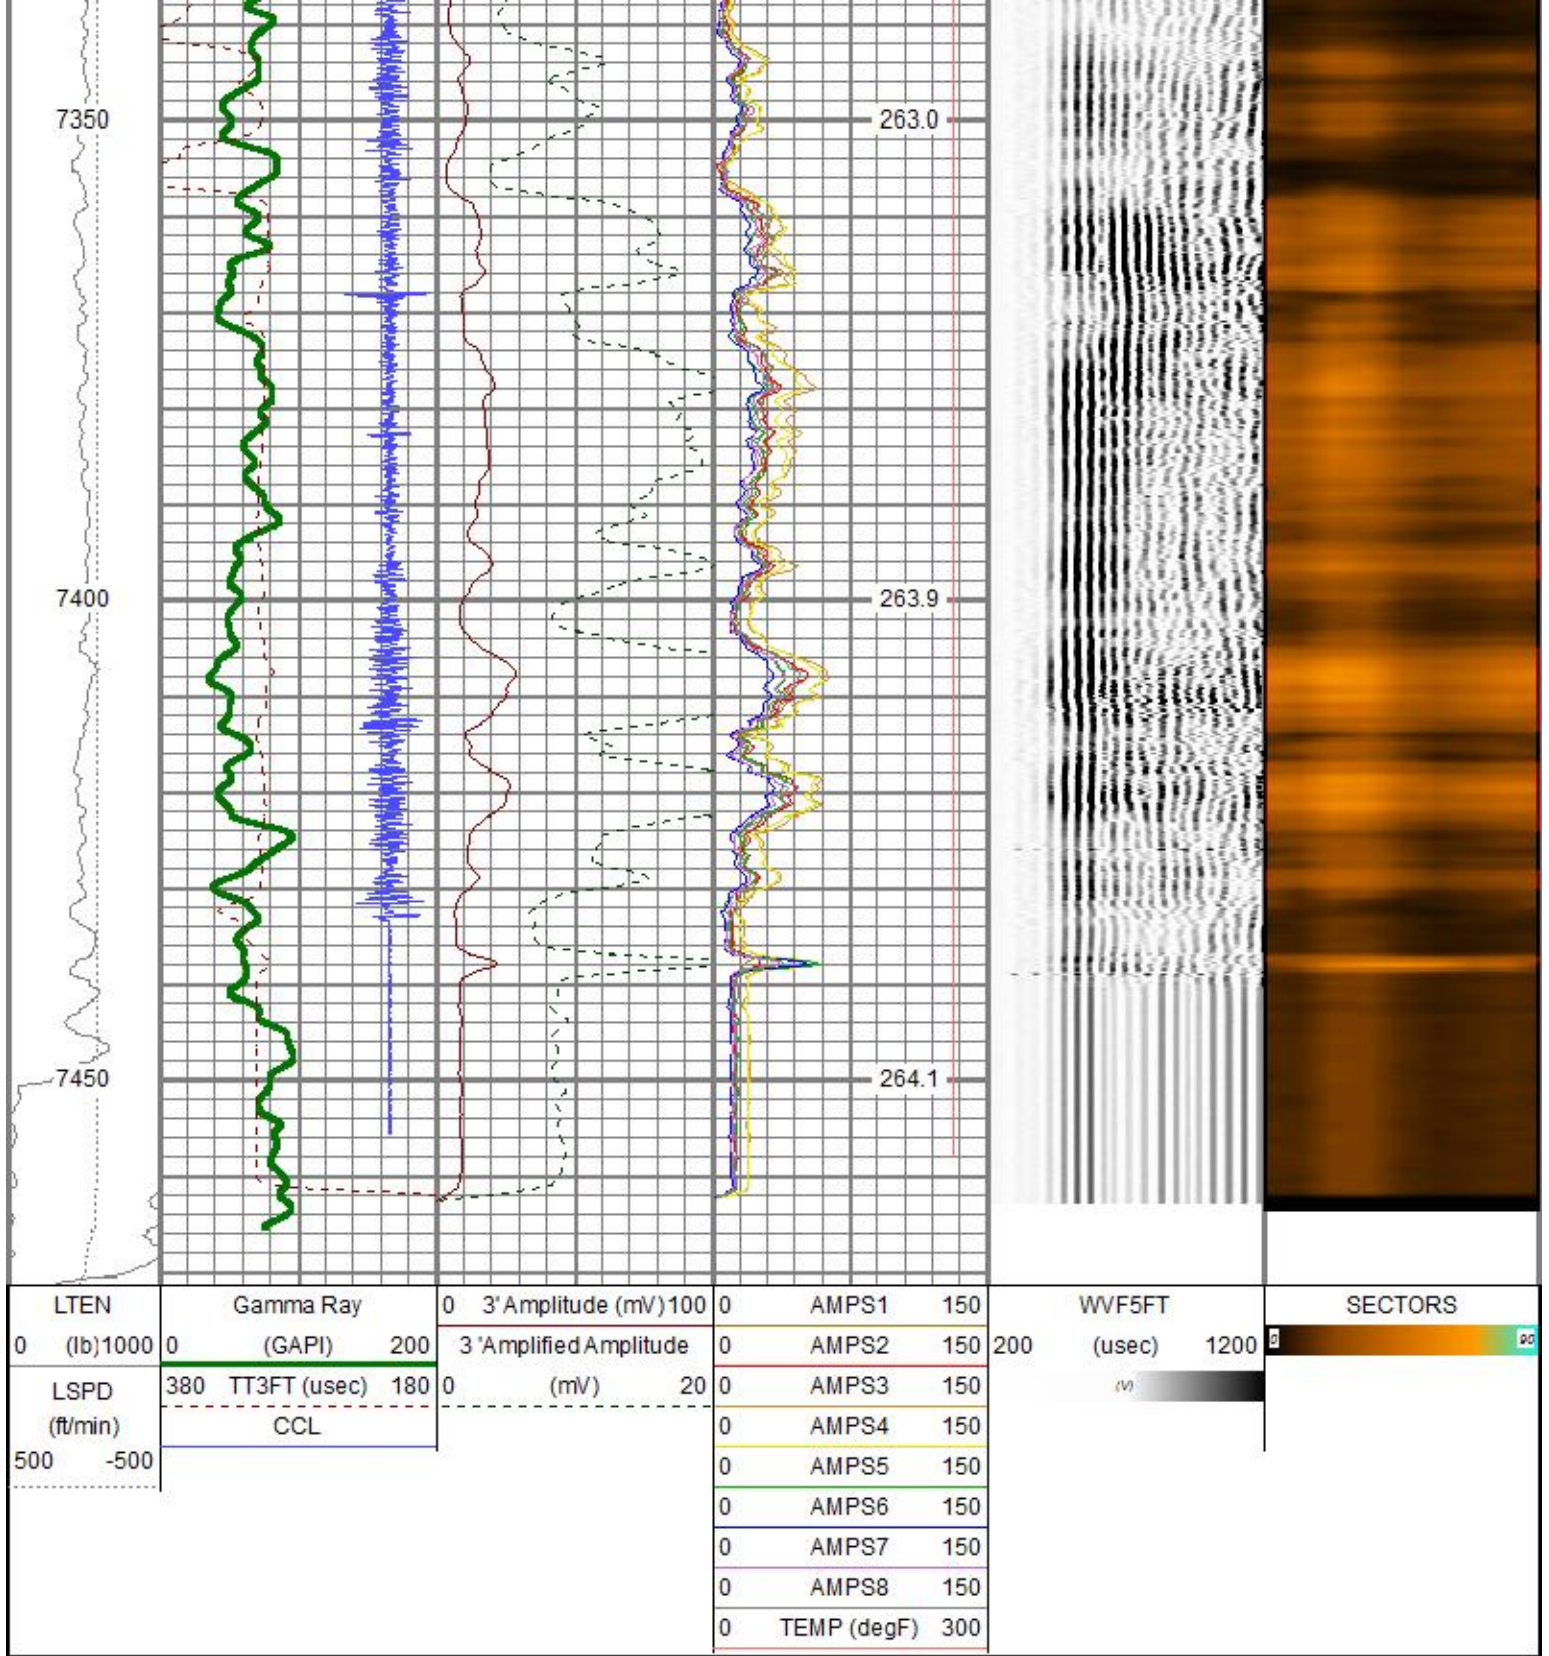 7350 263.0
7400 263.9
7450 264.1
LTEN
0 (lb) 1000
LSPD
(ft/min)
500 -500
Gamma Ray
0 (GAPI) 200
380 TT3FT (usec) 180
CCL
0 3' Amplitude (mV) 100
3 'Amplified Amplitude
0 (mV) 20
0 AMPS1 150
0 AMPS2 150
0 AMPS3 150
0 AMPS4 150
0 AMPS5 150
0 AMPS6 150
0 AMPS7 150
0 AMPS8 150
0 TEMP (degF) 300
WVF5FT
200 (usec) 1200
(V)
SECTORS
0 90